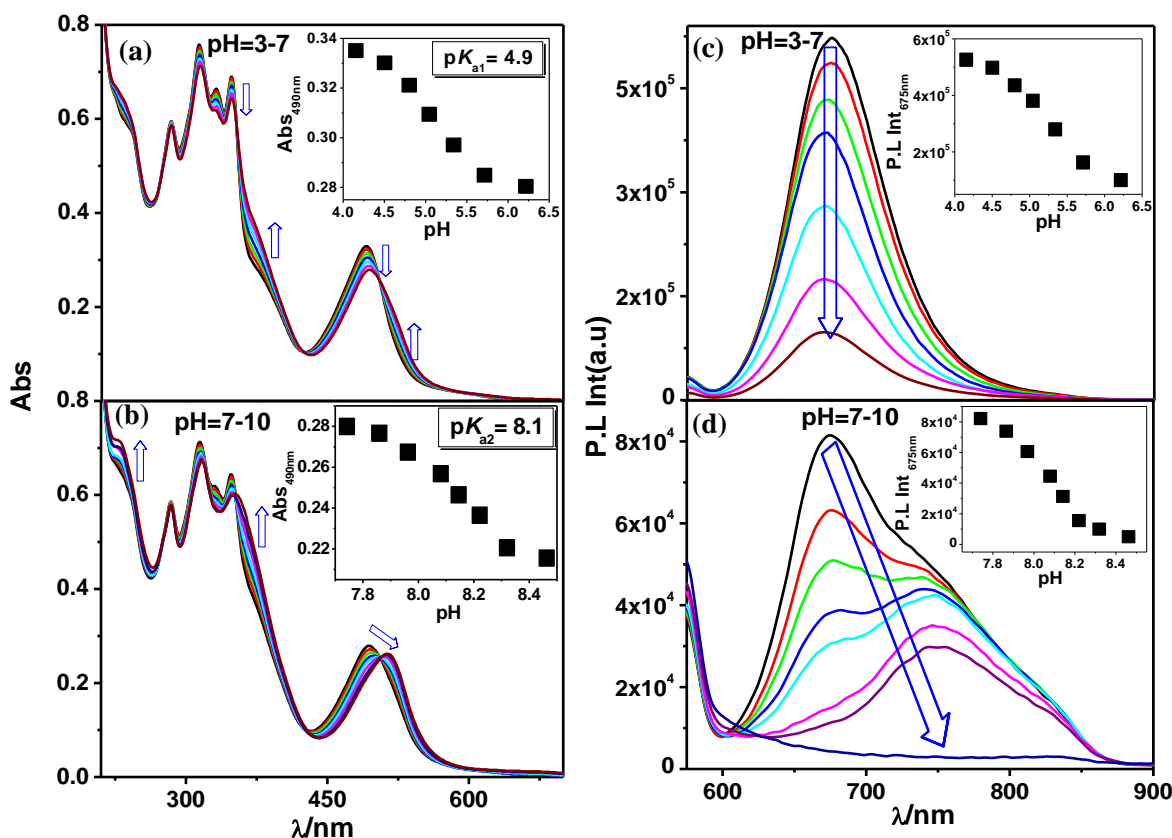 (a)
pH=3-7
pKa1 = 4.9
Abs490nm
0.34
0.32
0.30
0.28
4.0 4.5 5.0 5.5 6.0 6.5
pH
0.8
0.6
0.4
0.2
0.0
Abs
(b)
pH=7-10
pKa2 = 8.1
Abs490nm
0.28
0.26
0.24
0.22
7.8 8.0 8.2 8.4
pH
0.8
0.6
0.4
0.2
0.0
300 450 600
λ/nm
(c)
pH=3-7
P.L Int675nm
6x10⁵
4x10⁵
2x10⁵
4.0 4.5 5.0 5.5 6.0 6.5
pH
5x10⁵
3x10⁵
2x10⁵
0
P.L Int(a.u)
(d)
pH=7-10
P.L Int675nm
8x10⁴
6x10⁴
4x10⁴
2x10⁴
0
7.8 8.0 8.2 8.4
pH
8x10⁴
6x10⁴
4x10⁴
2x10⁴
0
600 700 800 900
λ/nm